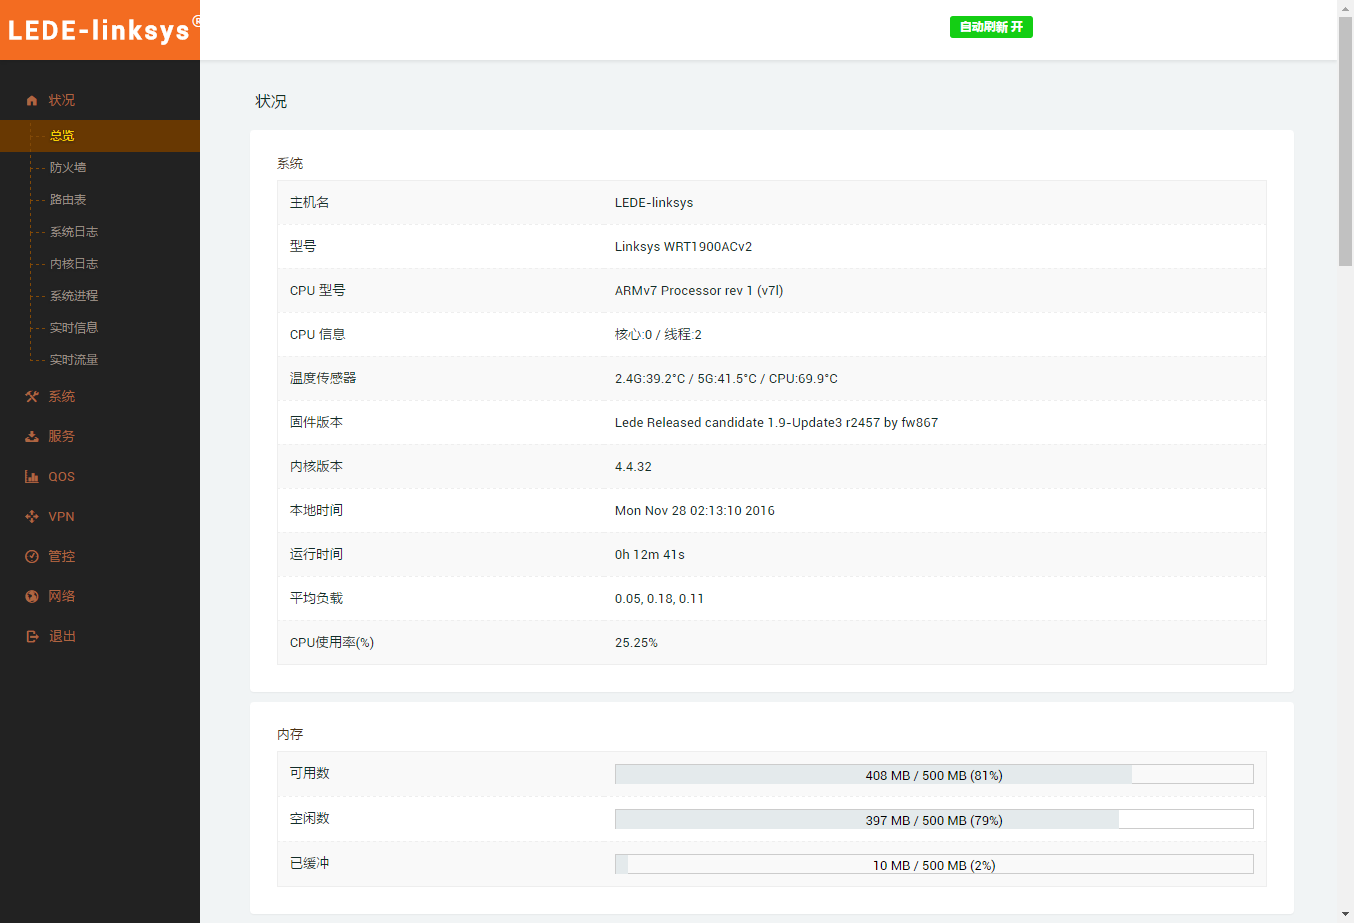 LEDE-linksys®
自动刷新 开
状况
总览
防火墙
路由表
系统日志
内核日志
系统进程
实时信息
实时流量
系统
服务
QOS
VPN
管控
网络
退出
状况
系统
主机名 LEDE-linksys
型号 Linksys WRT1900ACv2
CPU 型号 ARMv7 Processor rev 1 (v7l)
CPU 信息 核心:0 / 线程:2
温度传感器 2.4G:39.2°C / 5G:41.5°C / CPU:69.9°C
固件版本 Lede Released candidate 1.9-Update3 r2457 by fw867
内核版本 4.4.32
本地时间 Mon Nov 28 02:13:10 2016
运行时间 0h 12m 41s
平均负载 0.05, 0.18, 0.11
CPU使用率(%) 25.25%
内存
可用数 408 MB / 500 MB (81%)
空闲数 397 MB / 500 MB (79%)
已缓冲 10 MB / 500 MB (2%)